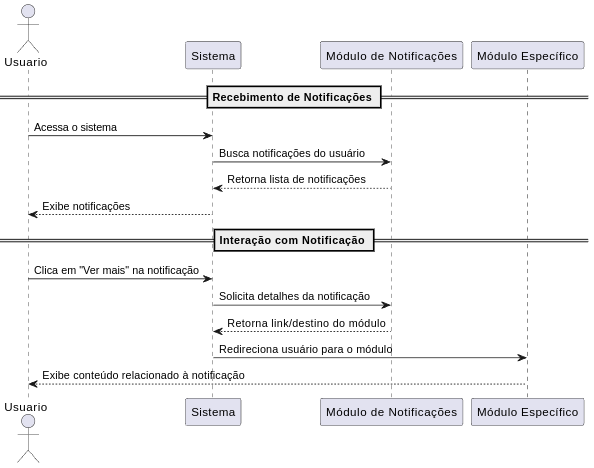 Usuario
Sistema
Módulo de Notificações
Módulo Específico
Recebimento de Notificações
Acessa o sistema
Busca notificações do usuário
Retorna lista de notificações
Exibe notificações
Interação com Notificação
Clica em "Ver mais" na notificação
Solicita detalhes da notificação
Retorna link/destino do módulo
Redireciona usuário para o módulo
Exibe conteúdo relacionado à notificação
Usuario
Sistema
Módulo de Notificações
Módulo Específico